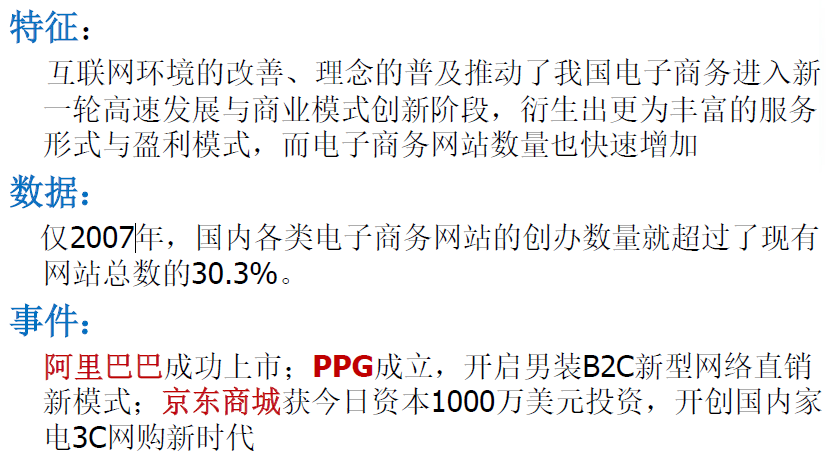 特征：
互联网环境的改善、理念的普及推动了我国电子商务进入新
一轮高速发展与商业模式创新阶段，衍生出更为丰富的服务
形式与盈利模式，而电子商务网站数量也快速增加
数据：
仅2007年，国内各类电子商务网站的创办数量就超过了现有
网站总数的30.3%。
事件：
阿里巴巴成功上市；PPG成立，开启男装B2C新型网络直销
新模式；京东商城获今日资本1000万美元投资，开创国内家
电3C网购新时代